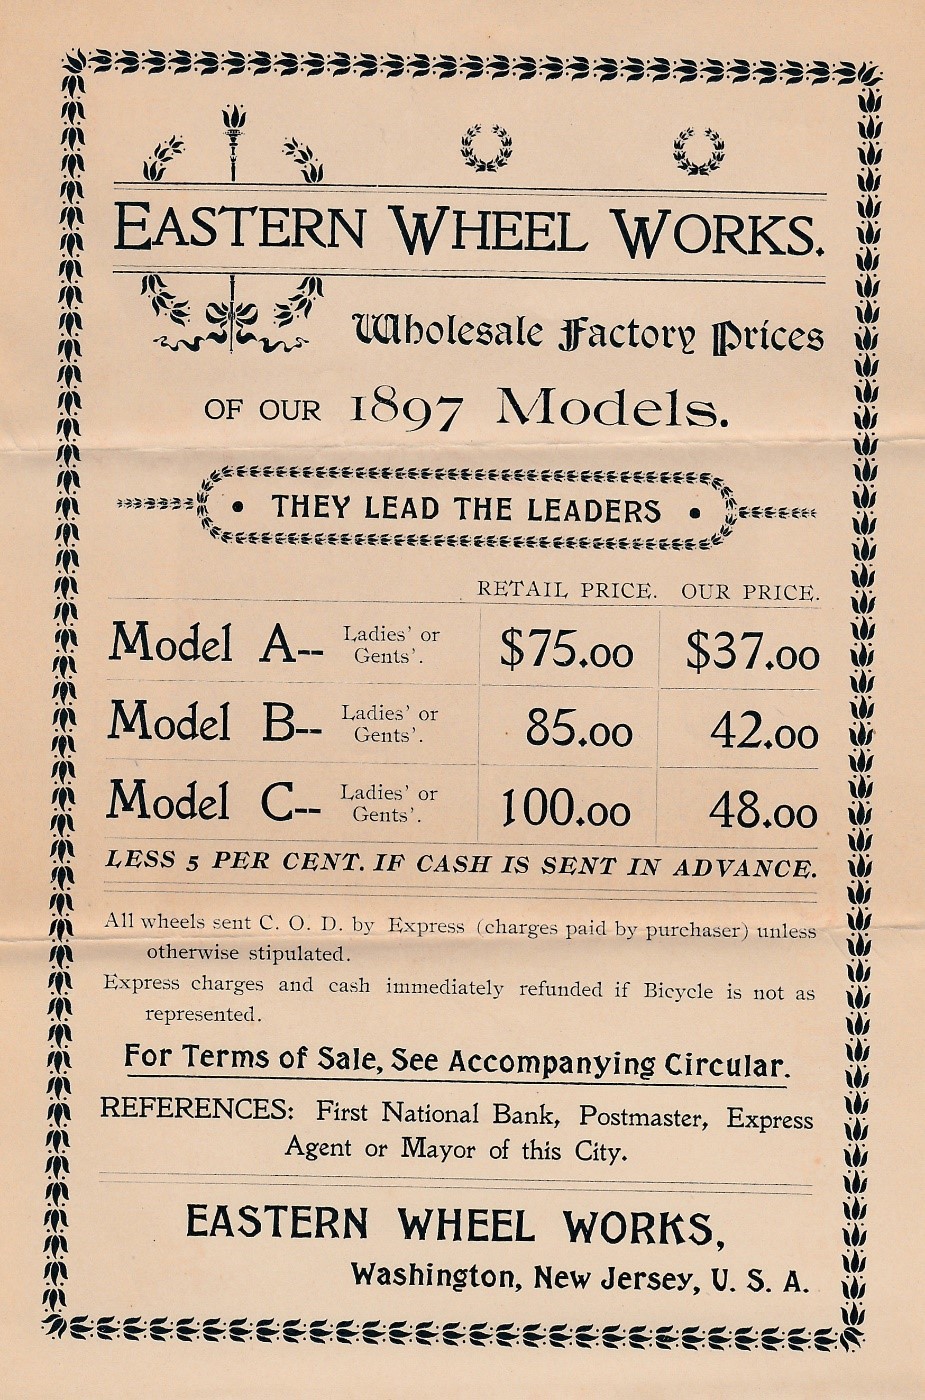 EASTERN WHEEL WORKS.
Wholesale Factory Prices
OF OUR 1897 Models.
• THEY LEAD THE LEADERS •
RETAIL PRICE. OUR PRICE.
Model A-- Ladies' or Gents'. $75.00 $37.00
Model B-- Ladies' or Gents'. 85.00 42.00
Model C-- Ladies' or Gents'. 100.00 48.00
LESS 5 PER CENT. IF CASH IS SENT IN ADVANCE.
All wheels sent C. O. D. by Express (charges paid by purchaser) unless
otherwise stipulated.
Express charges and cash immediately refunded if Bicycle is not as
represented.
For Terms of Sale, See Accompanying Circular.
REFERENCES: First National Bank, Postmaster, Express
Agent or Mayor of this City.
EASTERN WHEEL WORKS,
Washington, New Jersey, U. S. A.